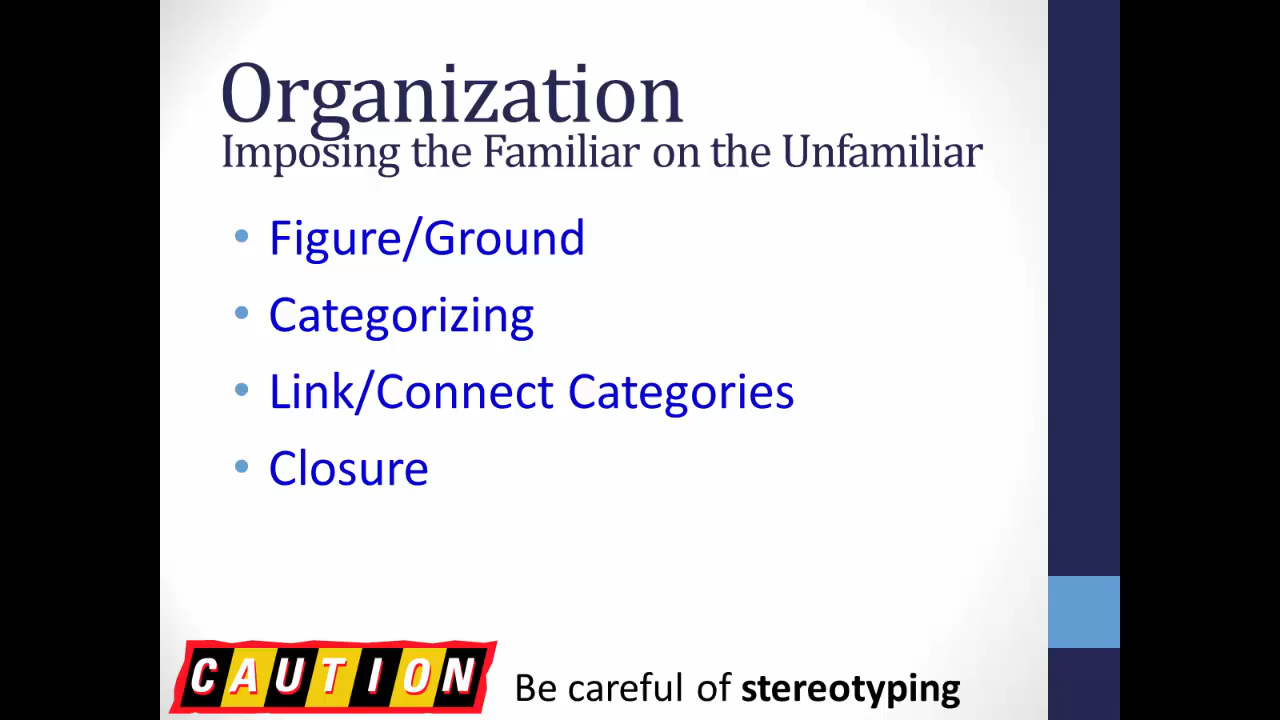 Organization
Imposing the Familiar on the Unfamiliar
• Figure/Ground
• Categorizing
• Link/Connect Categories
• Closure
CAUTION Be careful of stereotyping